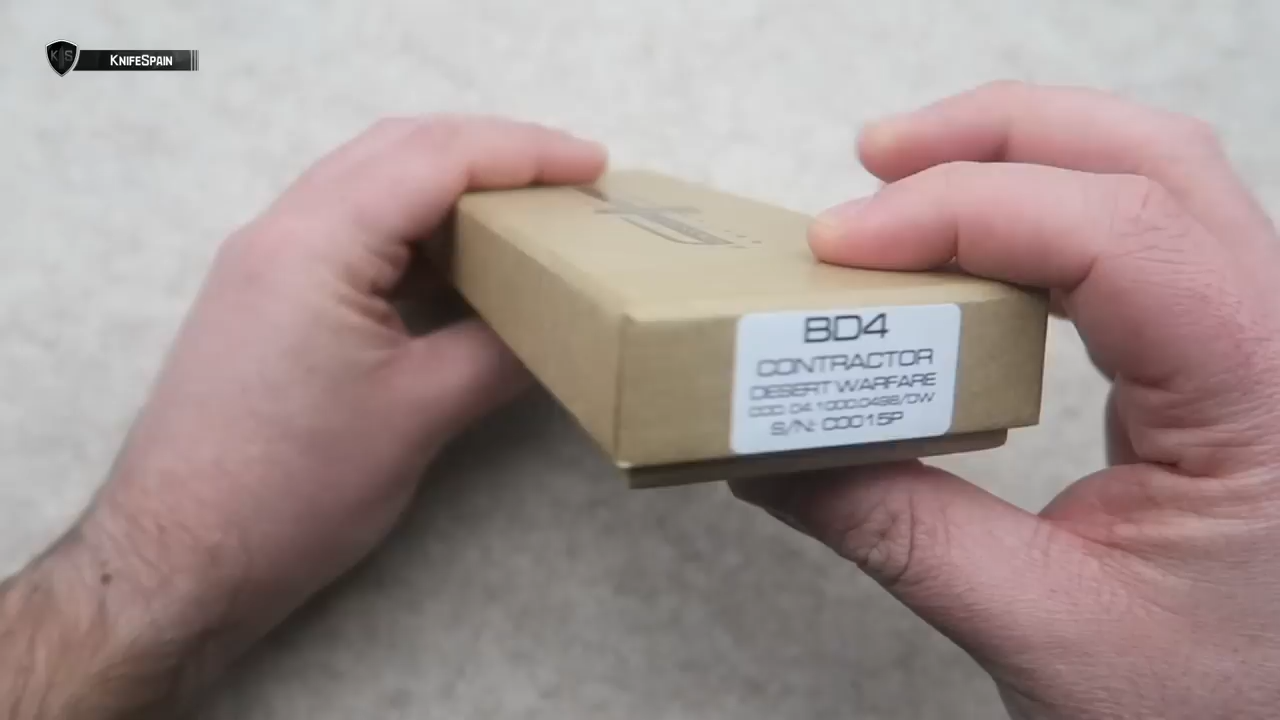 KNIFESPAIN
BD4
CONTRACTOR
DESERT WARFARE
COD. 04.1000.0498/DW
S/N: C0015P